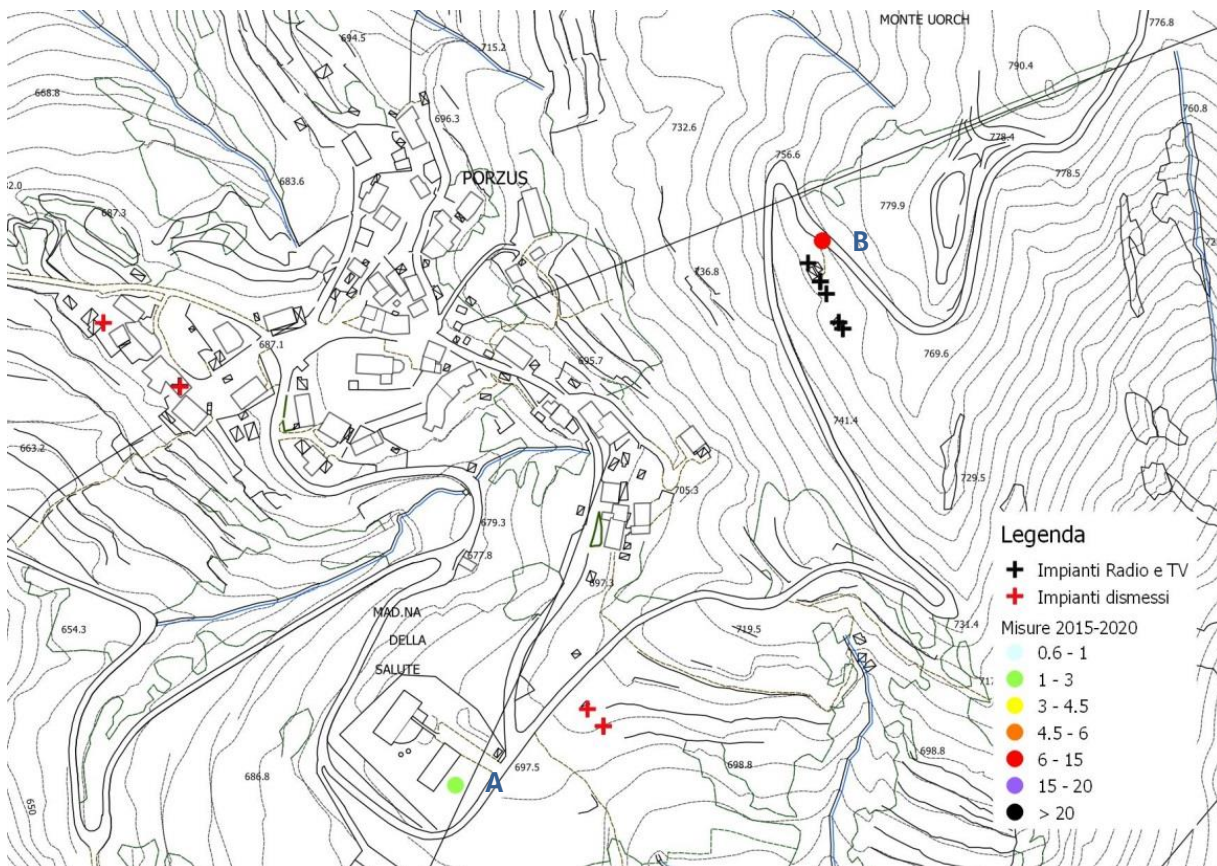 MONTE UORCH
776.8
694.5
715.2
790.4
668.8
760.8
696.3
732.6
778.4
756.6
778.5
PORZUS
683.6
687.3
779.9
B
736.8
687.1
695.7
769.6
741.4
663.2
729.5
705.3
679.3
677.8
697.3
MAD.NA
DELLA
SALUTE
654.3
719.5
731.4
697.5
698.8
698.8
686.8
A
650
Legenda
Impianti Radio e TV
Impianti dismessi
Misure 2015-2020
0.6 - 1
1 - 3
3 - 4.5
4.5 - 6
6 - 15
15 - 20
> 20